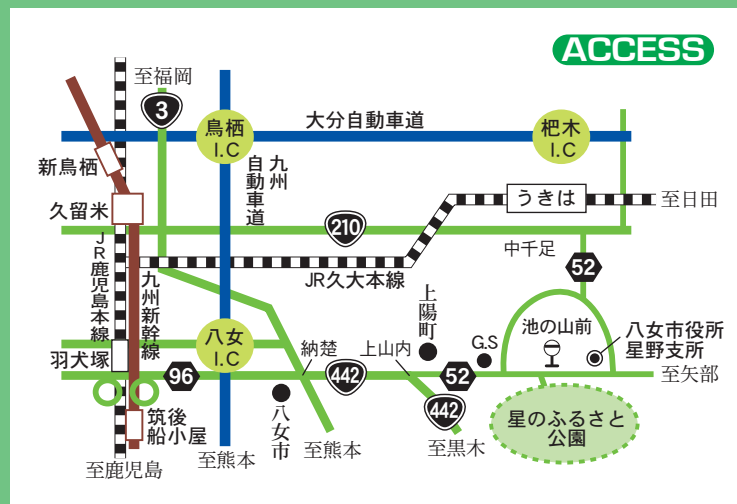 ACCESS
至福岡
3
鳥栖
I.C
大分自動車道
杷木
I.C
新鳥栖
九州
自動車道
久留米
うきは
至日田
210
中千足
52
JR鹿児島本線
九州新幹線
JR久大本線
上陽町
池の山前
八女市役所
星野支所
八女
I.C
納楚
上山内
G.S
羽犬塚
96
442
52
至矢部
八女市
442
星のふるさと
公園
筑後
船小屋
至熊本
至熊本
至黒木
至鹿児島